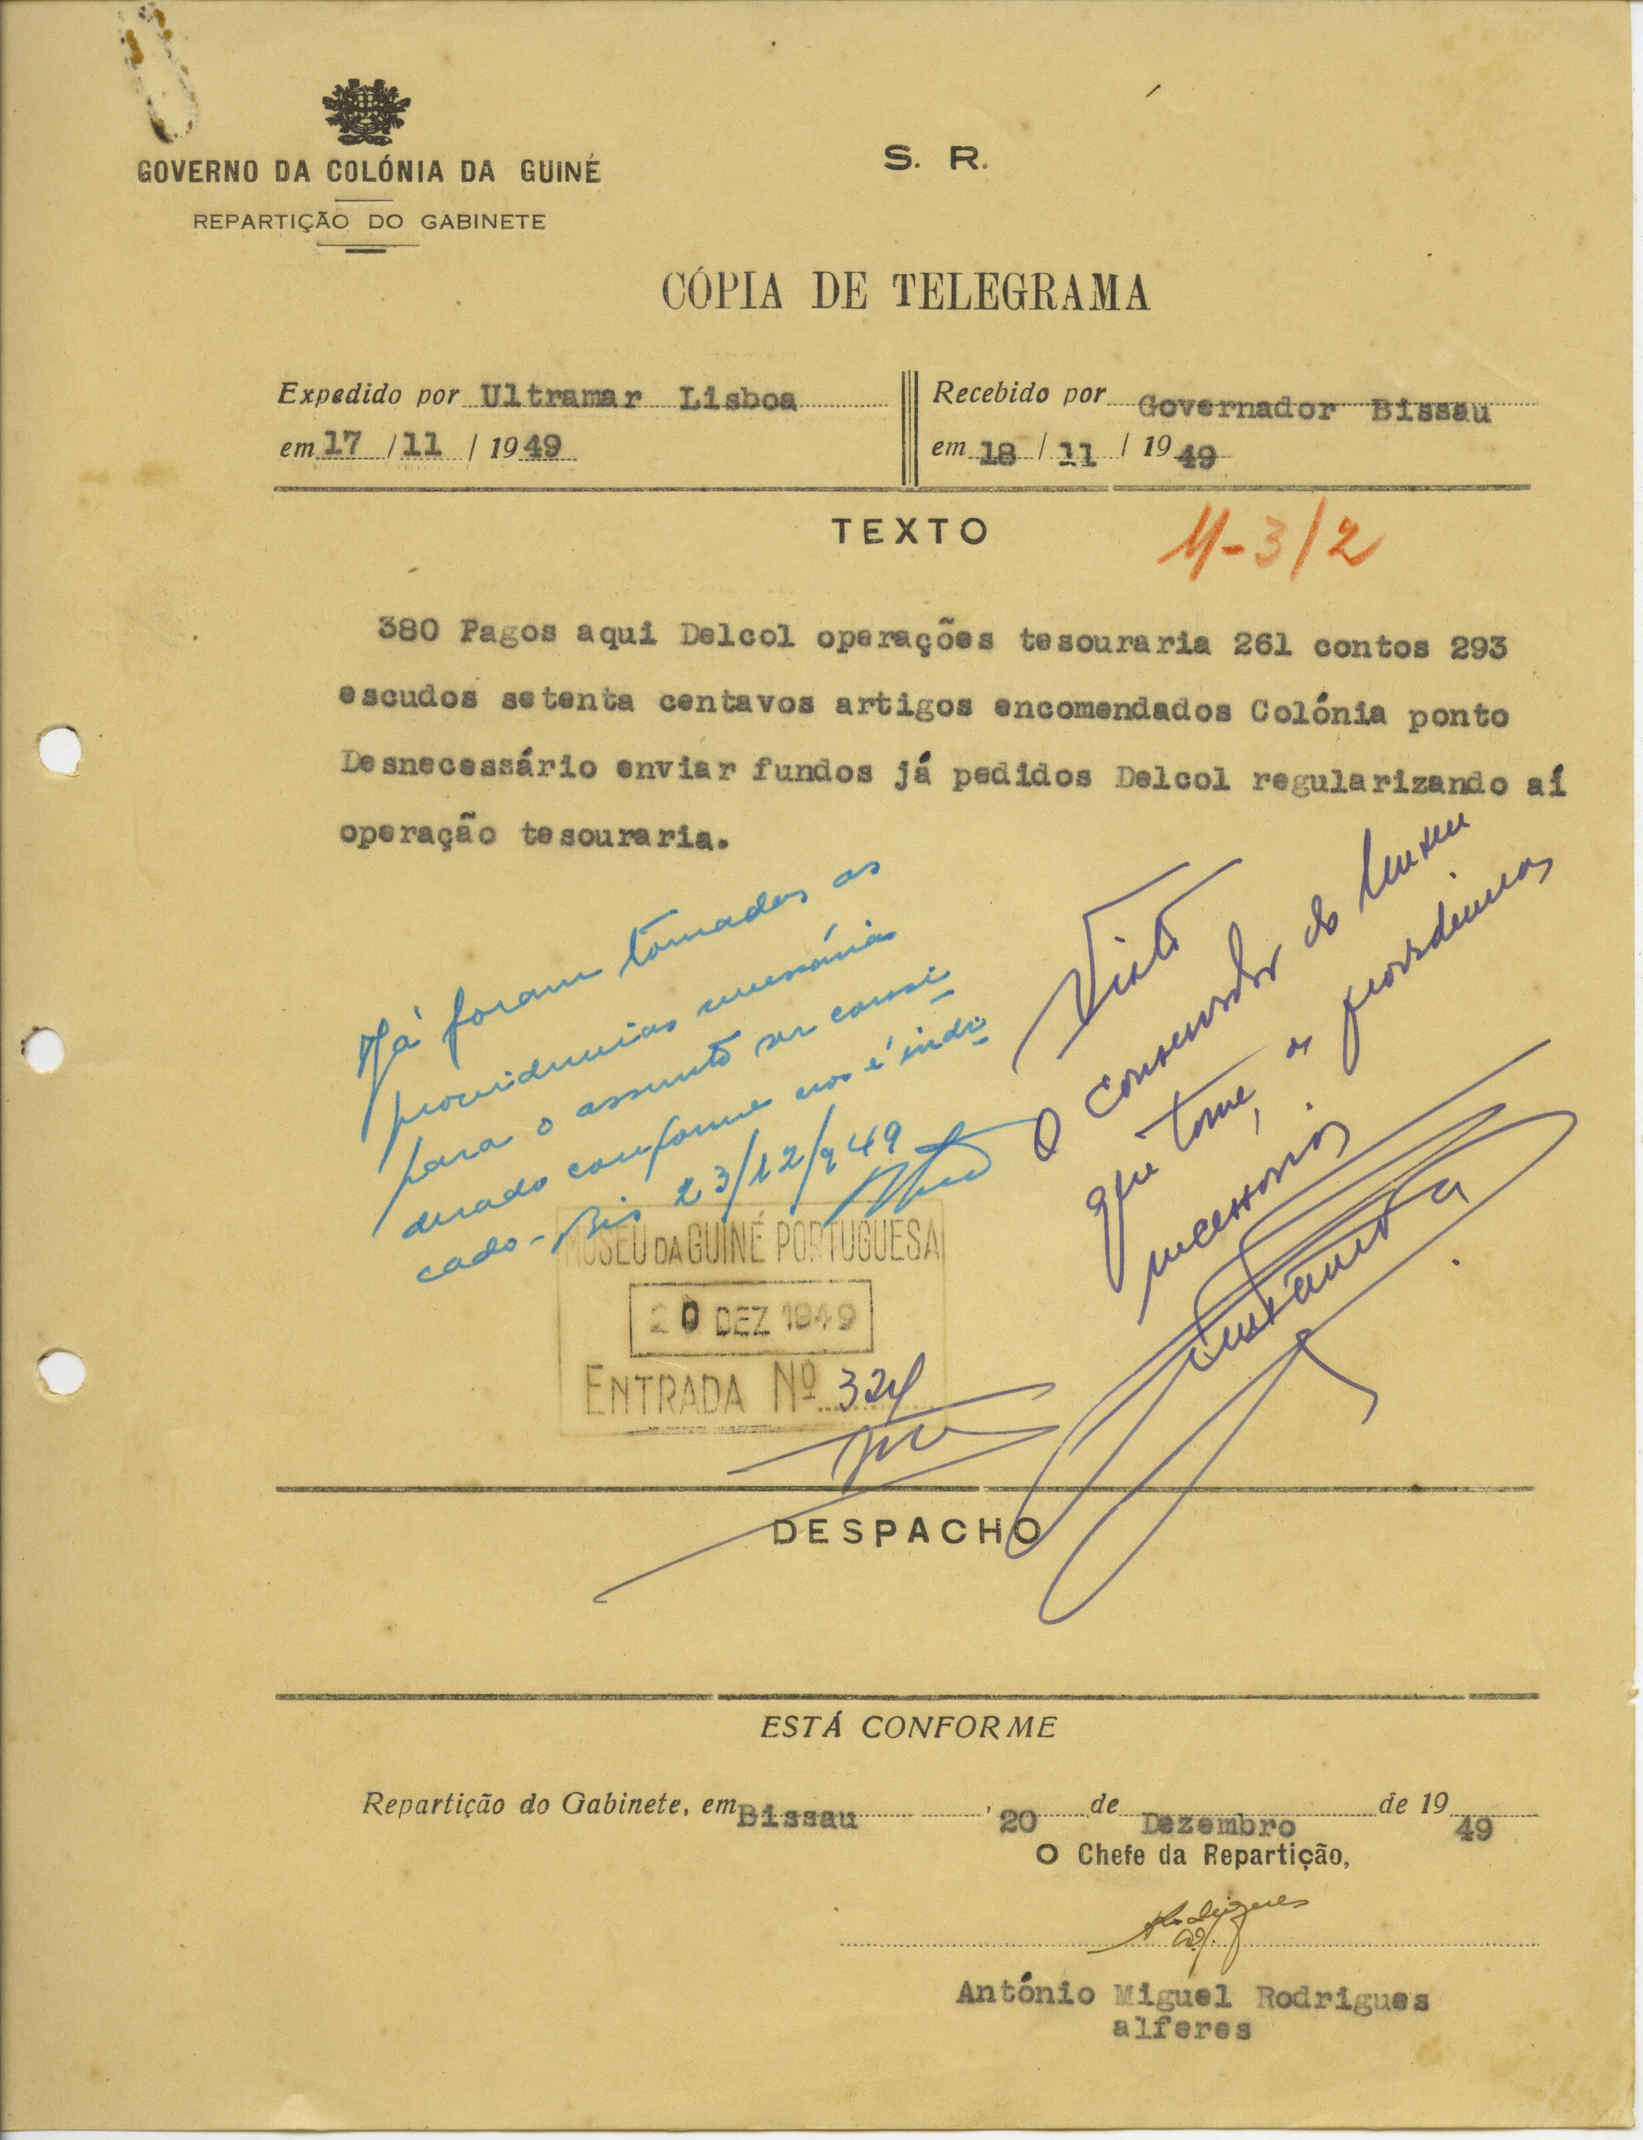 GOVERNO DA COLÓNIA DA GUINÉ
REPARTIÇÃO DO GABINETE
S. R.
CÓPIA DE TELEGRAMA
Expedido por Ultramar Lisboa
em 17 / 11 / 1949
Recebido por Governador Bissau
em 18 / 11 / 1949
TEXTO
M-3/2
380 Pagos aqui Delcol operações tesouraria 261 contos 293
escudos setenta centavos artigos encomendados Colónia ponto
Desnecessário enviar fundos já pedidos Delcol regularizando aí
operação tesouraria.
Já foram tomadas as
providencias necessárias
para o assunto ser consi-
derado conforme nos é indi-
cado - Bis 23/12/949
Visto
O conservador do Museu
que tome, as providencias
necessarias
MUSEU DA GUINÉ PORTUGUESA
20 DEZ 1949
ENTRADA Nº 324
DESPACHO
ESTÁ CONFORME
Repartição do Gabinete, em Bissau, 20 de Dezembro de 1949
O Chefe da Repartição,
António Miguel Rodrigues
alferes